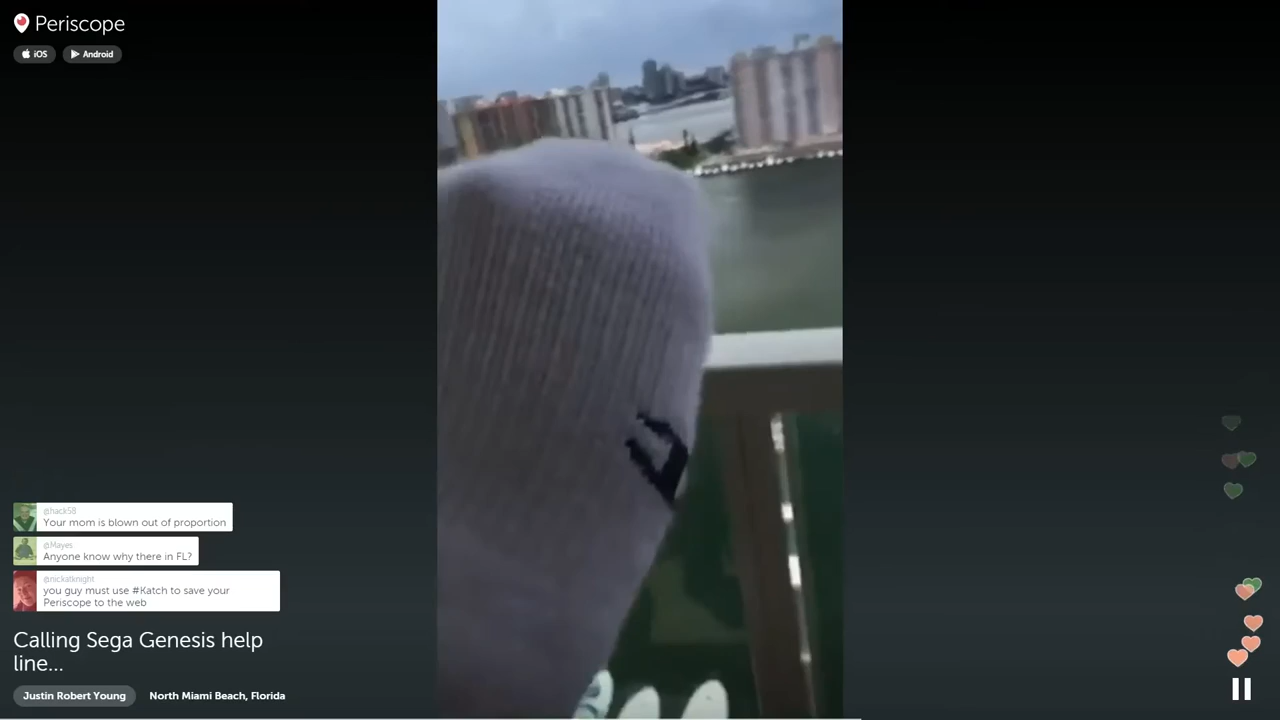 Periscope
iOS
Android
@hack58
Your mom is blown out of proportion
@Mayes
Anyone know why there in FL?
@nickatknight
you guy must use #Katch to save your
Periscope to the web
Calling Sega Genesis help
line...
Justin Robert Young
North Miami Beach, Florida